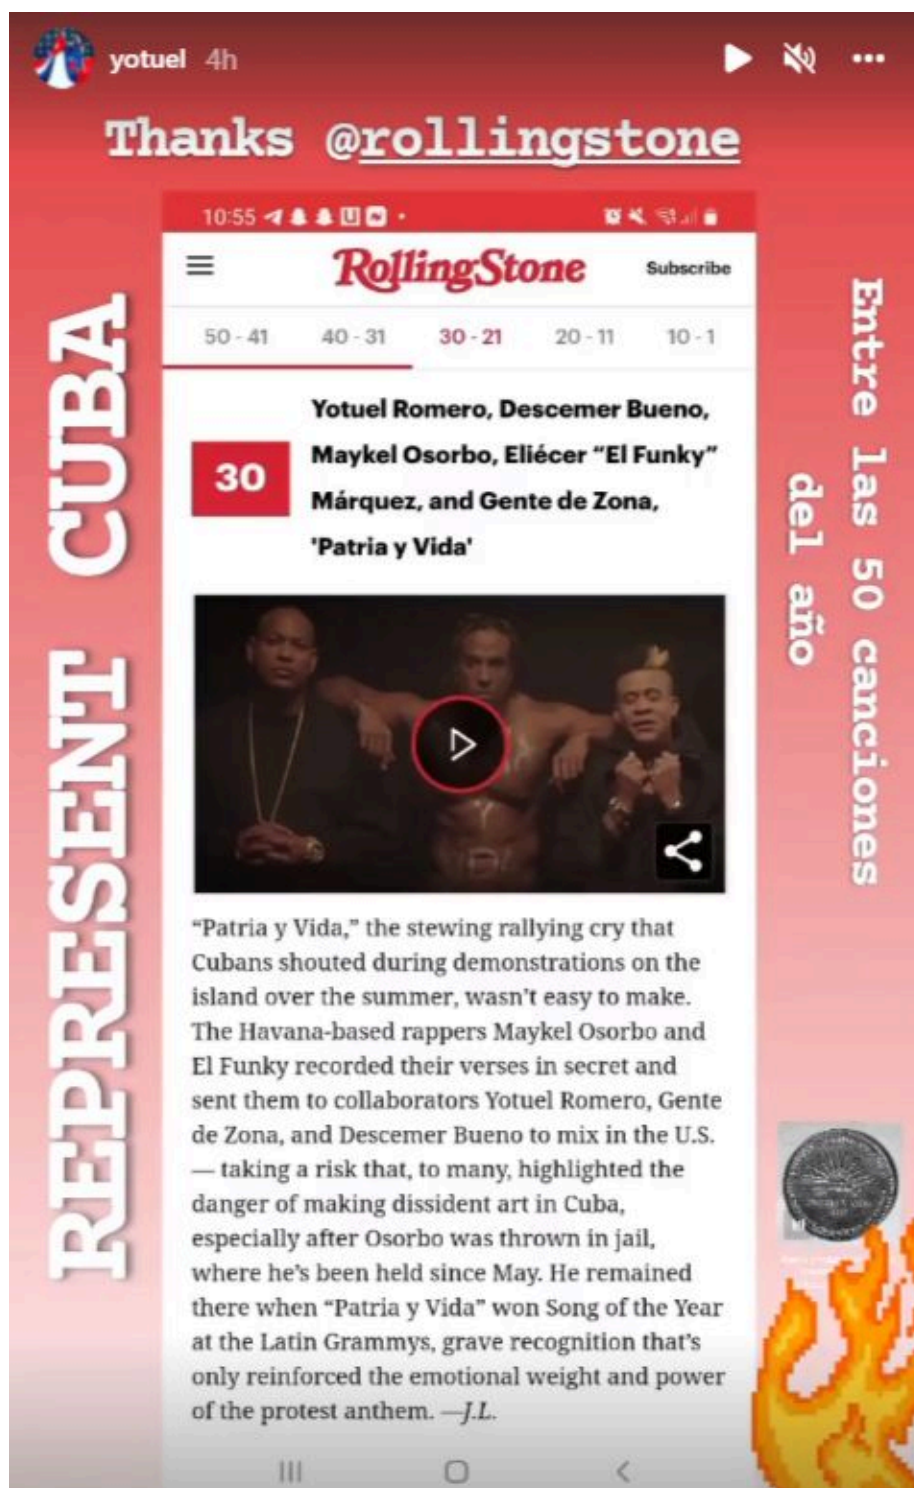 yotuel 4h
Thanks @rollingstone
10:55
RollingStone
Subscribe
50 - 41
40 - 31
30 - 21
20 - 11
10 - 1
30
Yotuel Romero, Descemer Bueno,
Maykel Osorbo, Eliécer “El Funky”
Márquez, and Gente de Zona,
'Patria y Vida'
“Patria y Vida,” the stewing rallying cry that
Cubans shouted during demonstrations on the
island over the summer, wasn’t easy to make.
The Havana-based rappers Maykel Osorbo and
El Funky recorded their verses in secret and
sent them to collaborators Yotuel Romero, Gente
de Zona, and Descemer Bueno to mix in the U.S.
— taking a risk that, to many, highlighted the
danger of making dissident art in Cuba,
especially after Osorbo was thrown in jail,
where he’s been held since May. He remained
there when “Patria y Vida” won Song of the Year
at the Latin Grammys, grave recognition that’s
only reinforced the emotional weight and power
of the protest anthem. —J.L.
REPRESENT CUBA
Entre las 50 canciones
del año